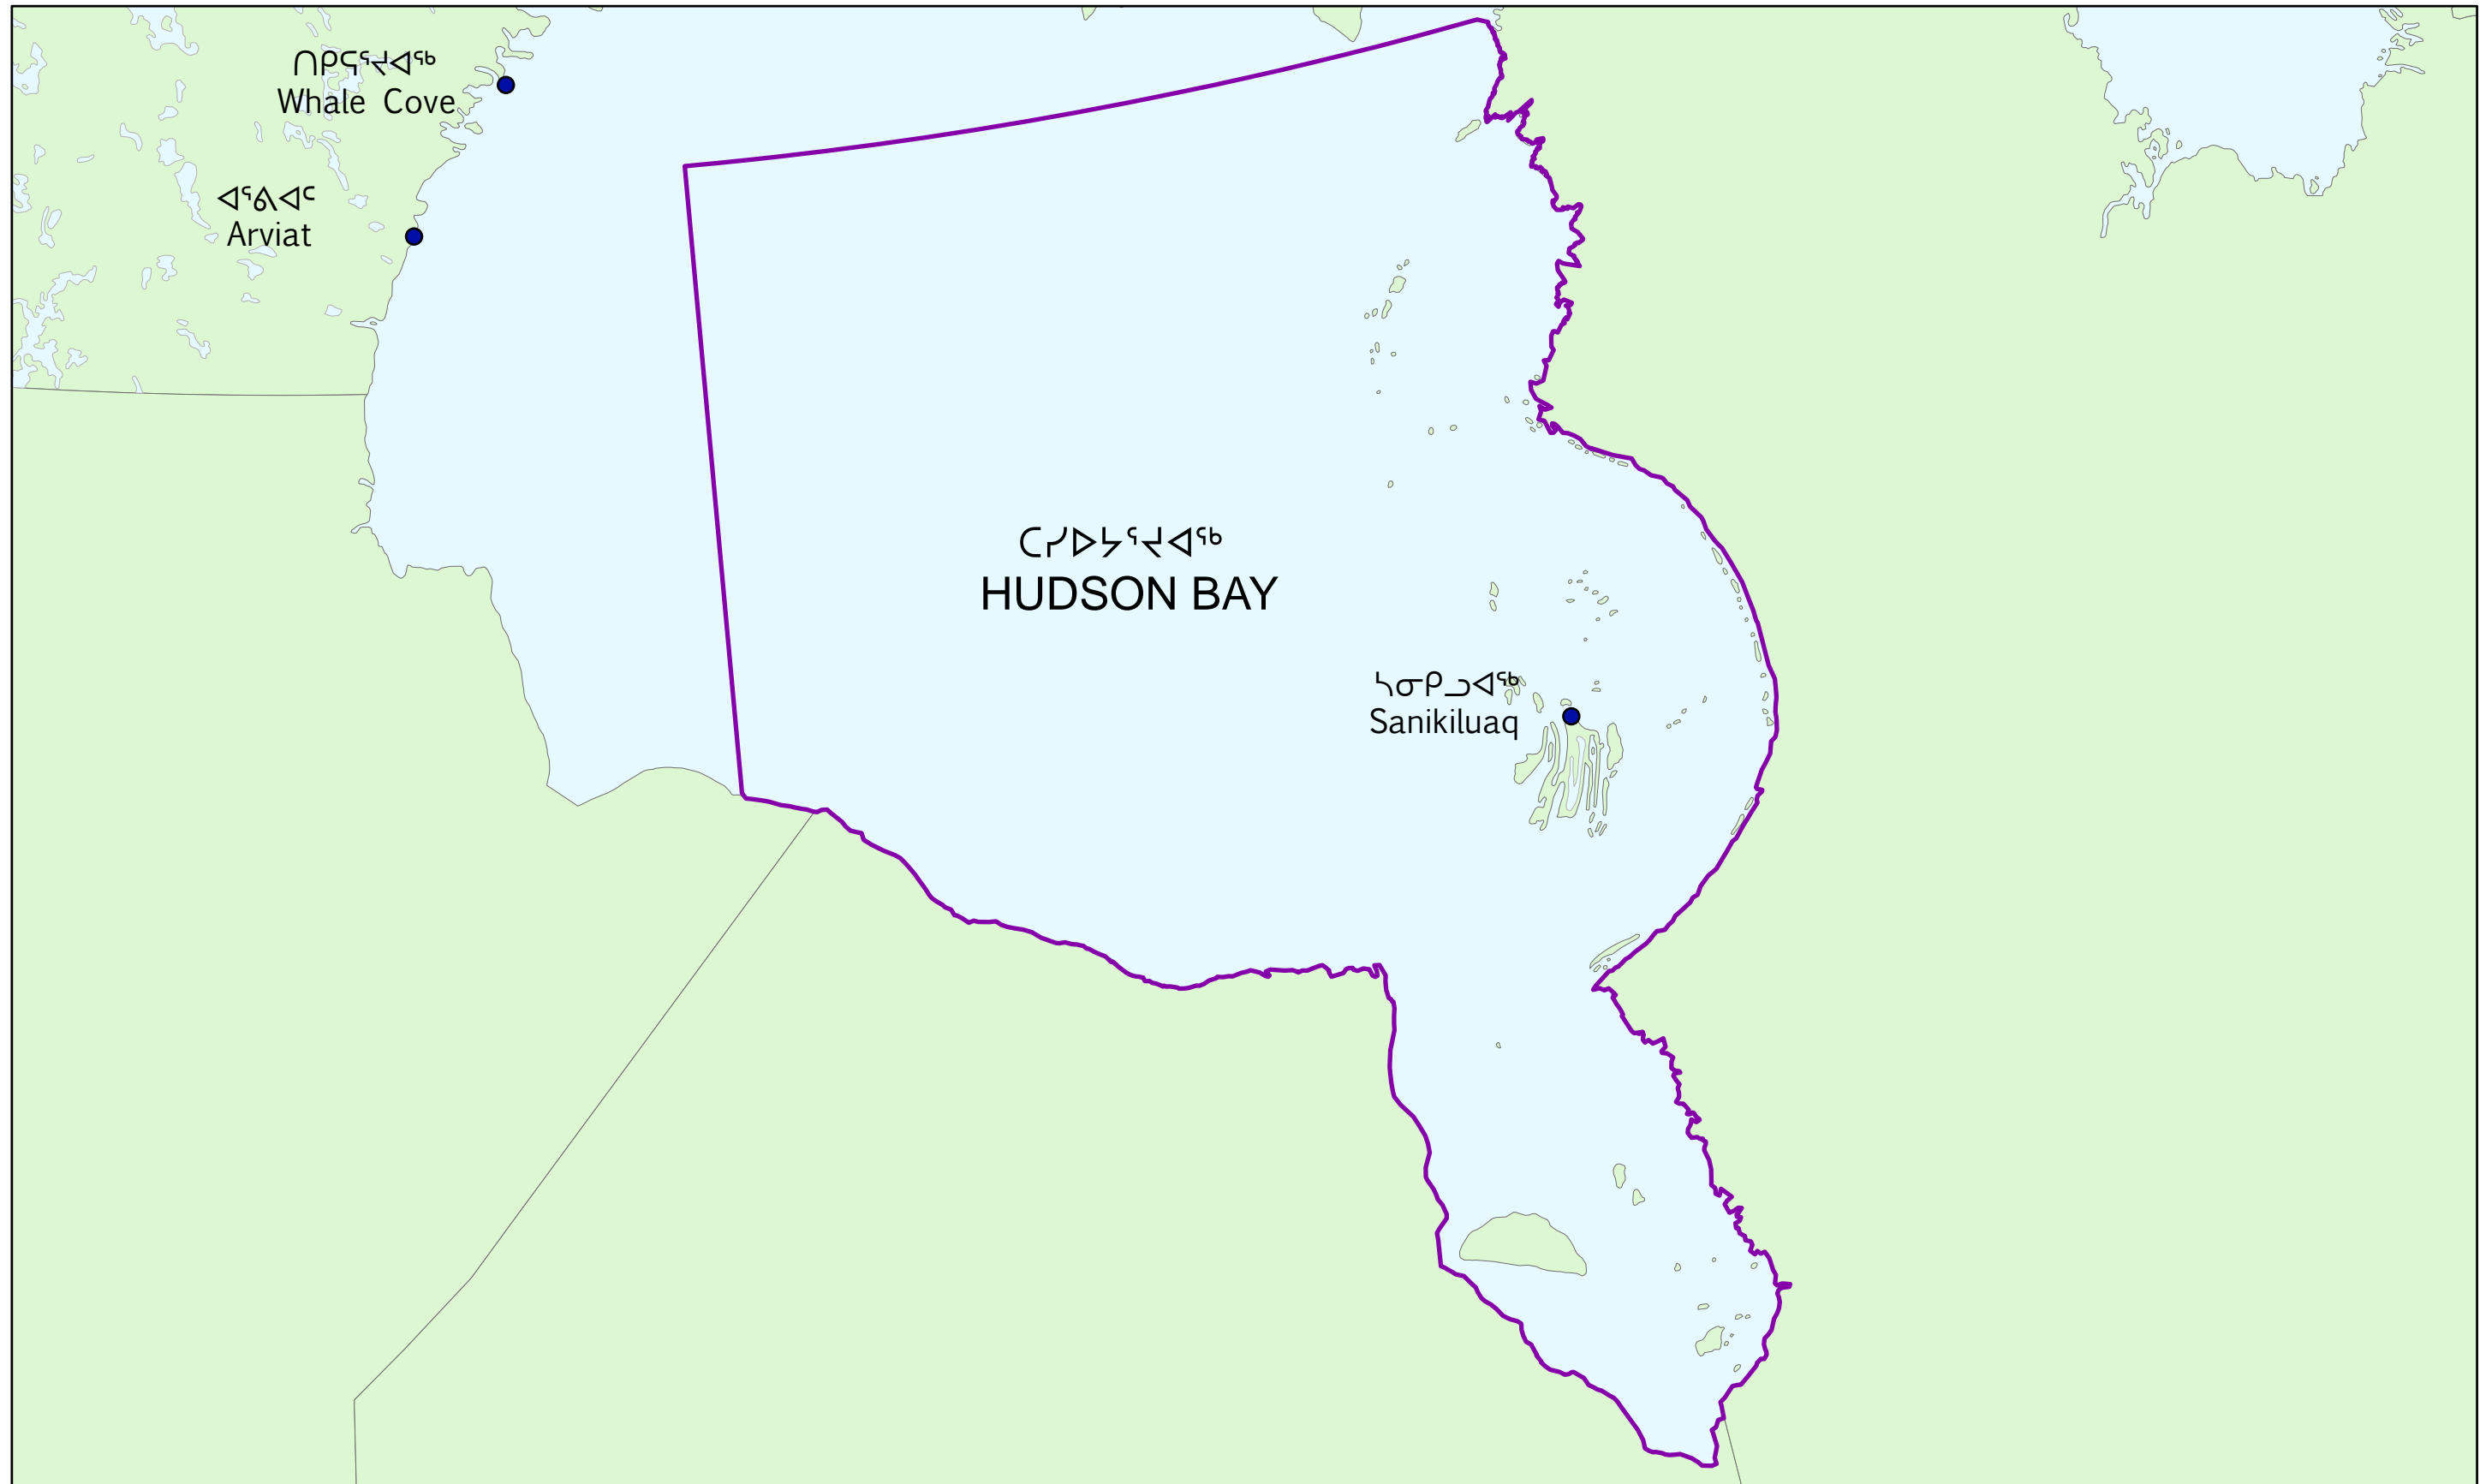 ᑎᑭᕋᕐᔪᐊᖅ
Whale Cove
ᐊᕐᕕᐊᑦ
Arviat
ᑕᓯᐅᔭᕐᔪᐊᖅ
HUDSON BAY
ᓴᓂᑭᓗᐊᖅ
Sanikiluaq